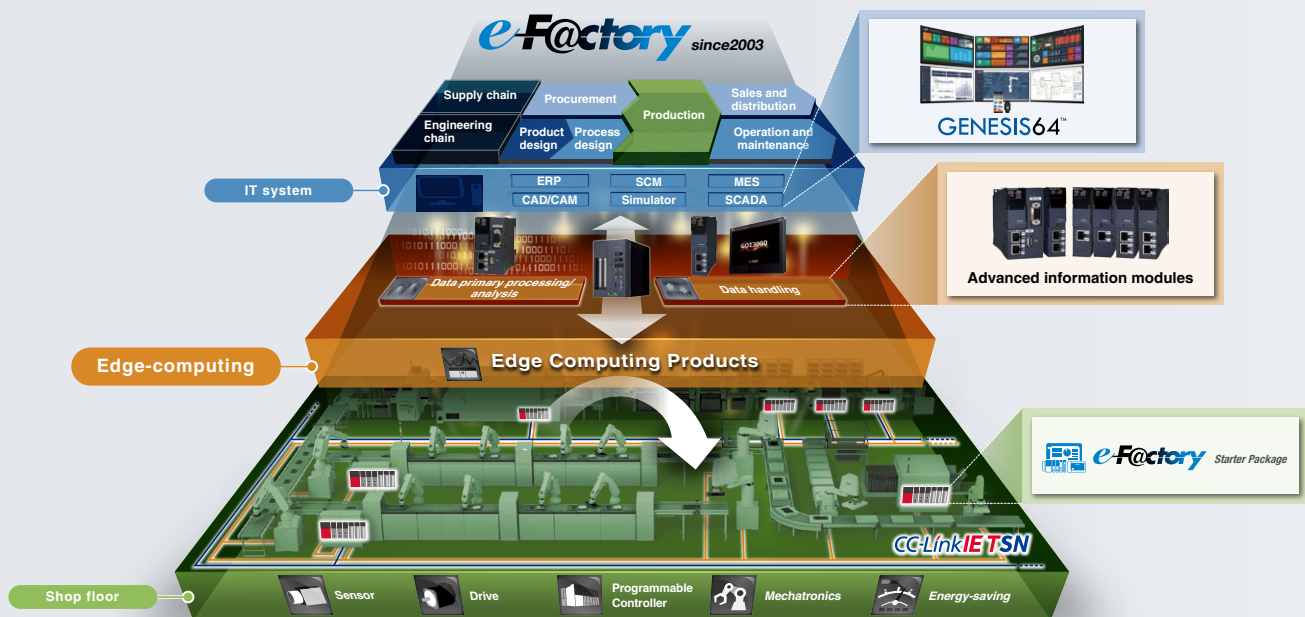 e-F@ctory since2003
Supply chain
Procurement
Production
Sales and
distribution
Engineering
chain
Product
design
Process
design
Operation and
maintenance
GENESIS64™
IT system
ERP
SCM
MES
CAD/CAM
Simulator
SCADA
GOT2000
Data primary processing/
analysis
Data handling
Advanced information modules
Edge-computing
Edge Computing Products
e-F@ctory Starter Package
CC-Link IE TSN
Shop floor
Sensor
Drive
Programmable
Controller
Mechatronics
Energy-saving